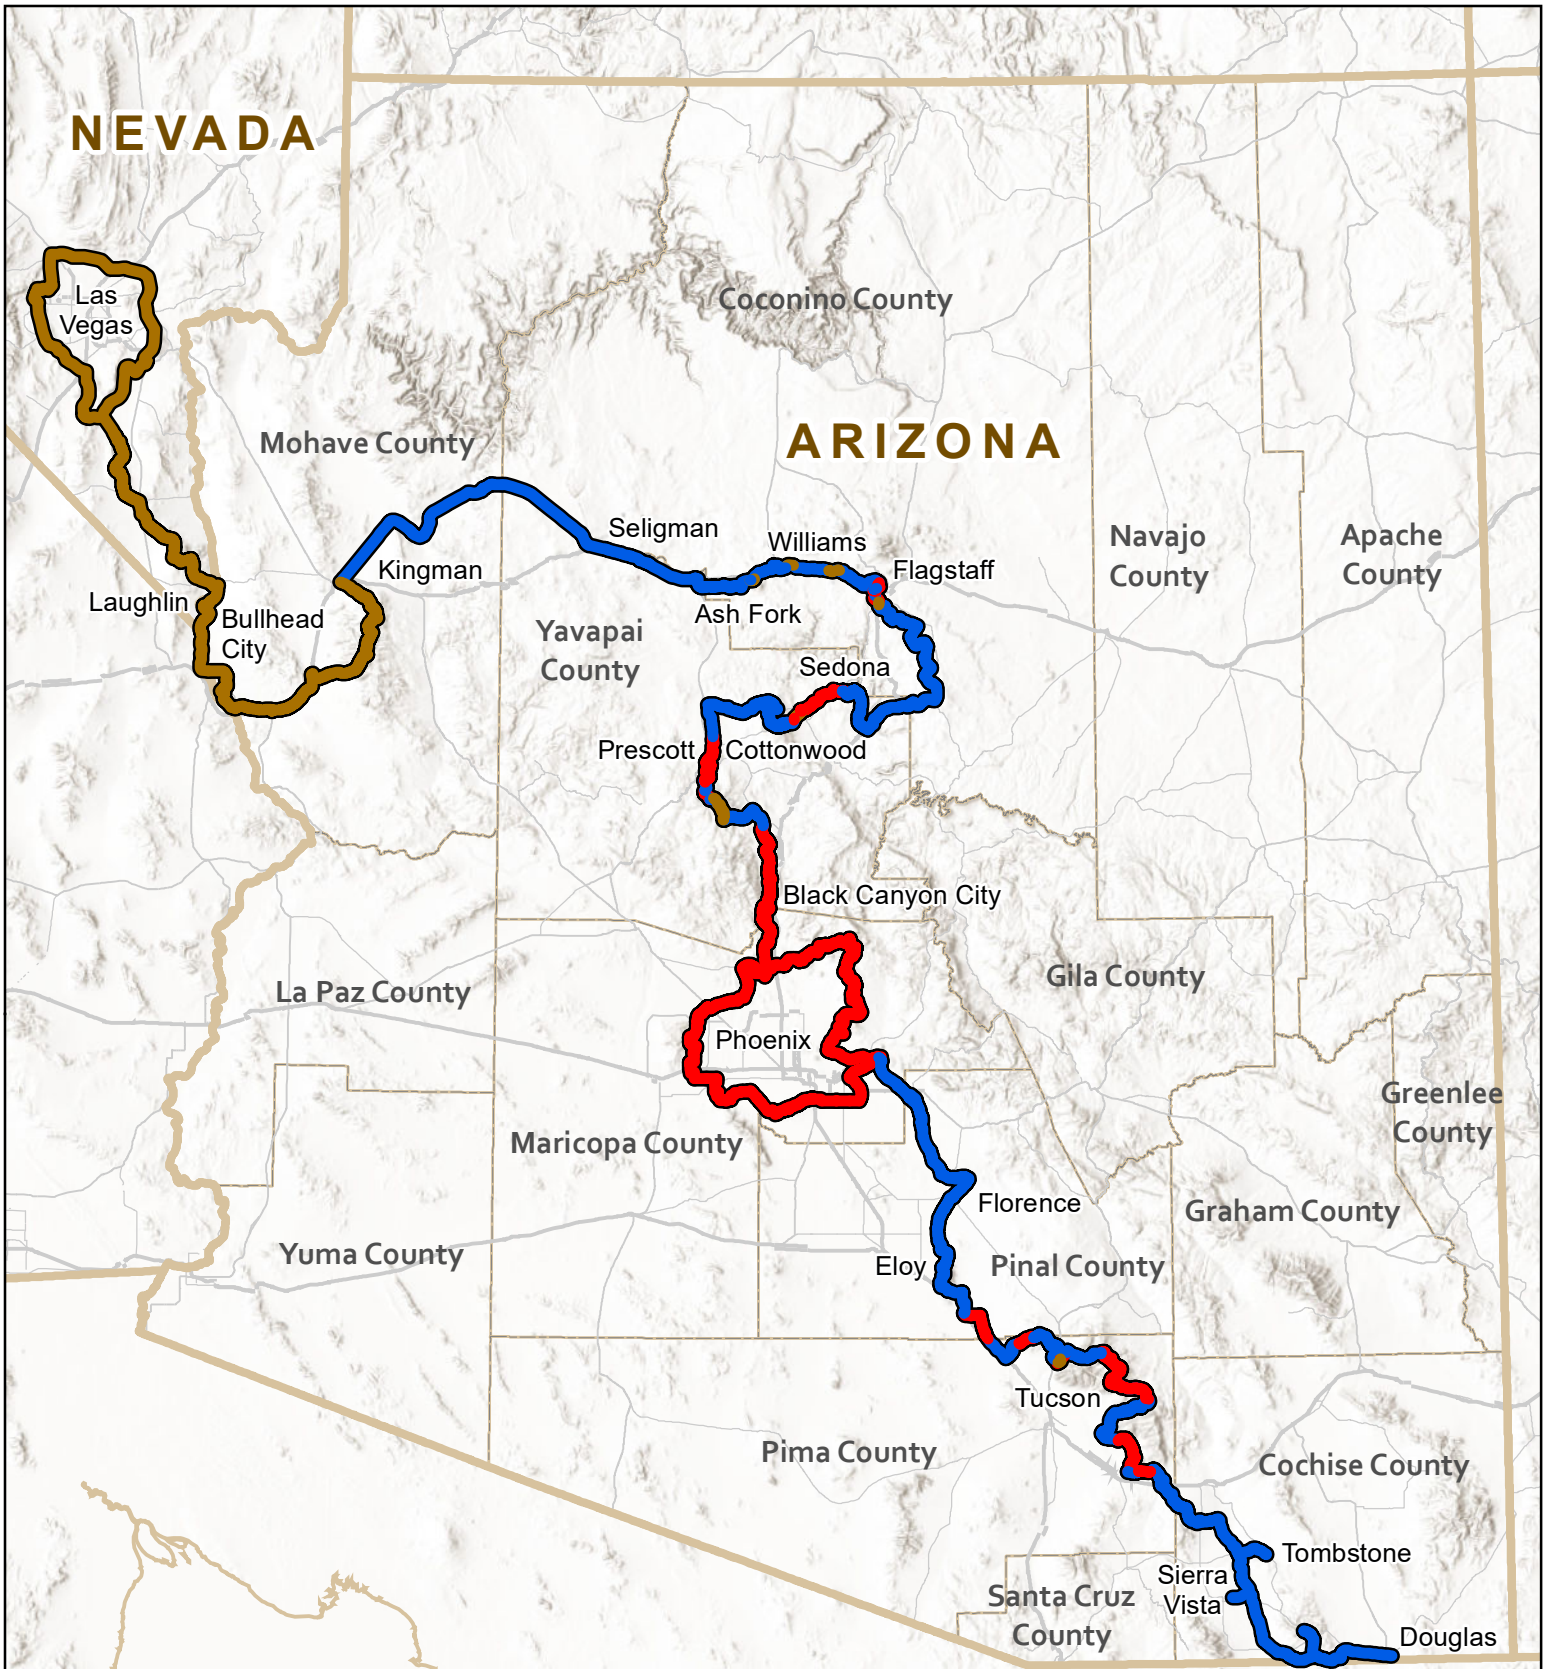 NEVADA
Las
Vegas
Coconino County
Mohave County
ARIZONA
Seligman
Williams
Navajo
County
Apache
County
Kingman
Flagstaff
Laughlin
Bullhead
City
Ash Fork
Yavapai
County
Sedona
Prescott
Cottonwood
Black Canyon City
La Paz County
Gila County
Phoenix
Greenlee
County
Maricopa County
Florence
Graham County
Yuma County
Eloy
Pinal County
Tucson
Pima County
Cochise County
Tombstone
Sierra
Vista
Santa Cruz
County
Douglas